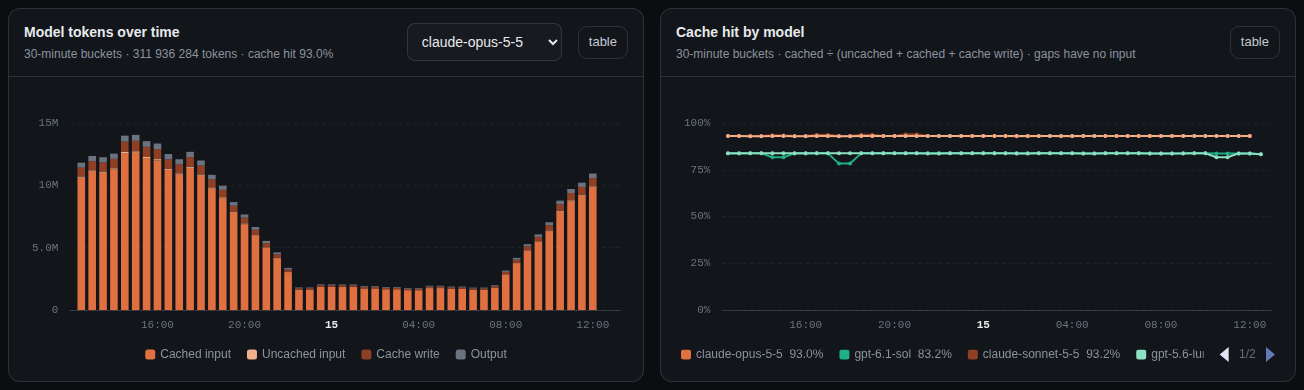 Model tokens over time
30-minute buckets · 311 936 284 tokens · cache hit 93.0%
claude-opus-5-5
table
15M
10M
5.0M
0
16:00 20:00 15 04:00 08:00 12:00
Cached input Uncached input Cache write Output
Cache hit by model
30-minute buckets · cached ÷ (uncached + cached + cache write) · gaps have no input
table
100%
75%
50%
25%
0%
16:00 20:00 15 04:00 08:00 12:00
claude-opus-5-5 93.0% gpt-6.1-sol 83.2% claude-sonnet-5-5 93.2% 1/2